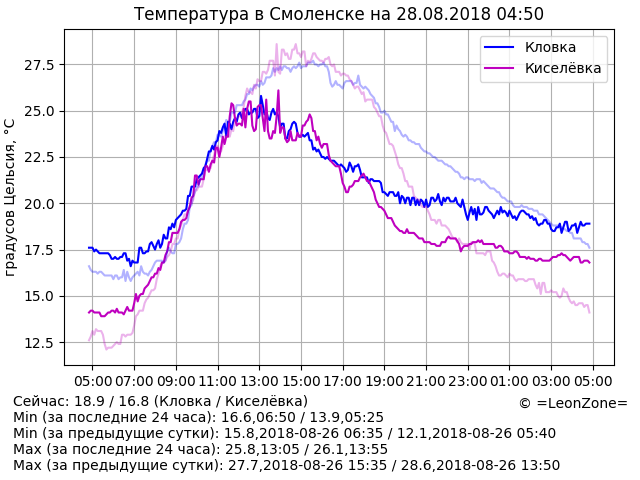 Температура в Смоленске на 28.08.2018 04:50
Кловка
Киселёвка
градусов Цельсия, °C
27.5
25.0
22.5
20.0
17.5
15.0
12.5
05:00 07:00 09:00 11:00 13:00 15:00 17:00 19:00 21:00 23:00 01:00 03:00 05:00
Сейчас: 18.9 / 16.8 (Кловка / Киселёвка)
© =LeonZone=
Min (за последние 24 часа): 16.6,06:50 / 13.9,05:25
Min (за предыдущие сутки): 15.8,2018-08-26 06:35 / 12.1,2018-08-26 05:40
Max (за последние 24 часа): 25.8,13:05 / 26.1,13:55
Max (за предыдущие сутки): 27.7,2018-08-26 15:35 / 28.6,2018-08-26 13:50